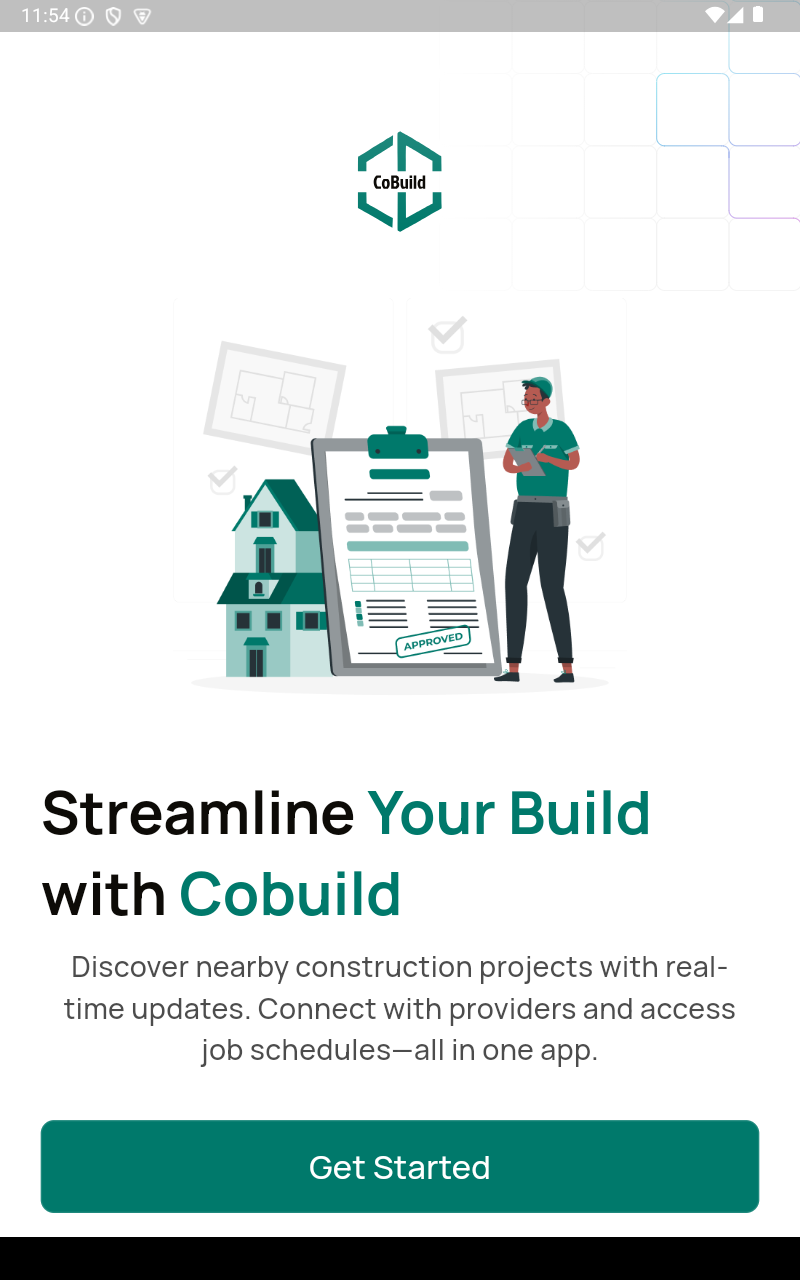 11:54
CoBuild
APPROVED
Streamline Your Build
with Cobuild
Discover nearby construction projects with real-
time updates. Connect with providers and access
job schedules—all in one app.
Get Started